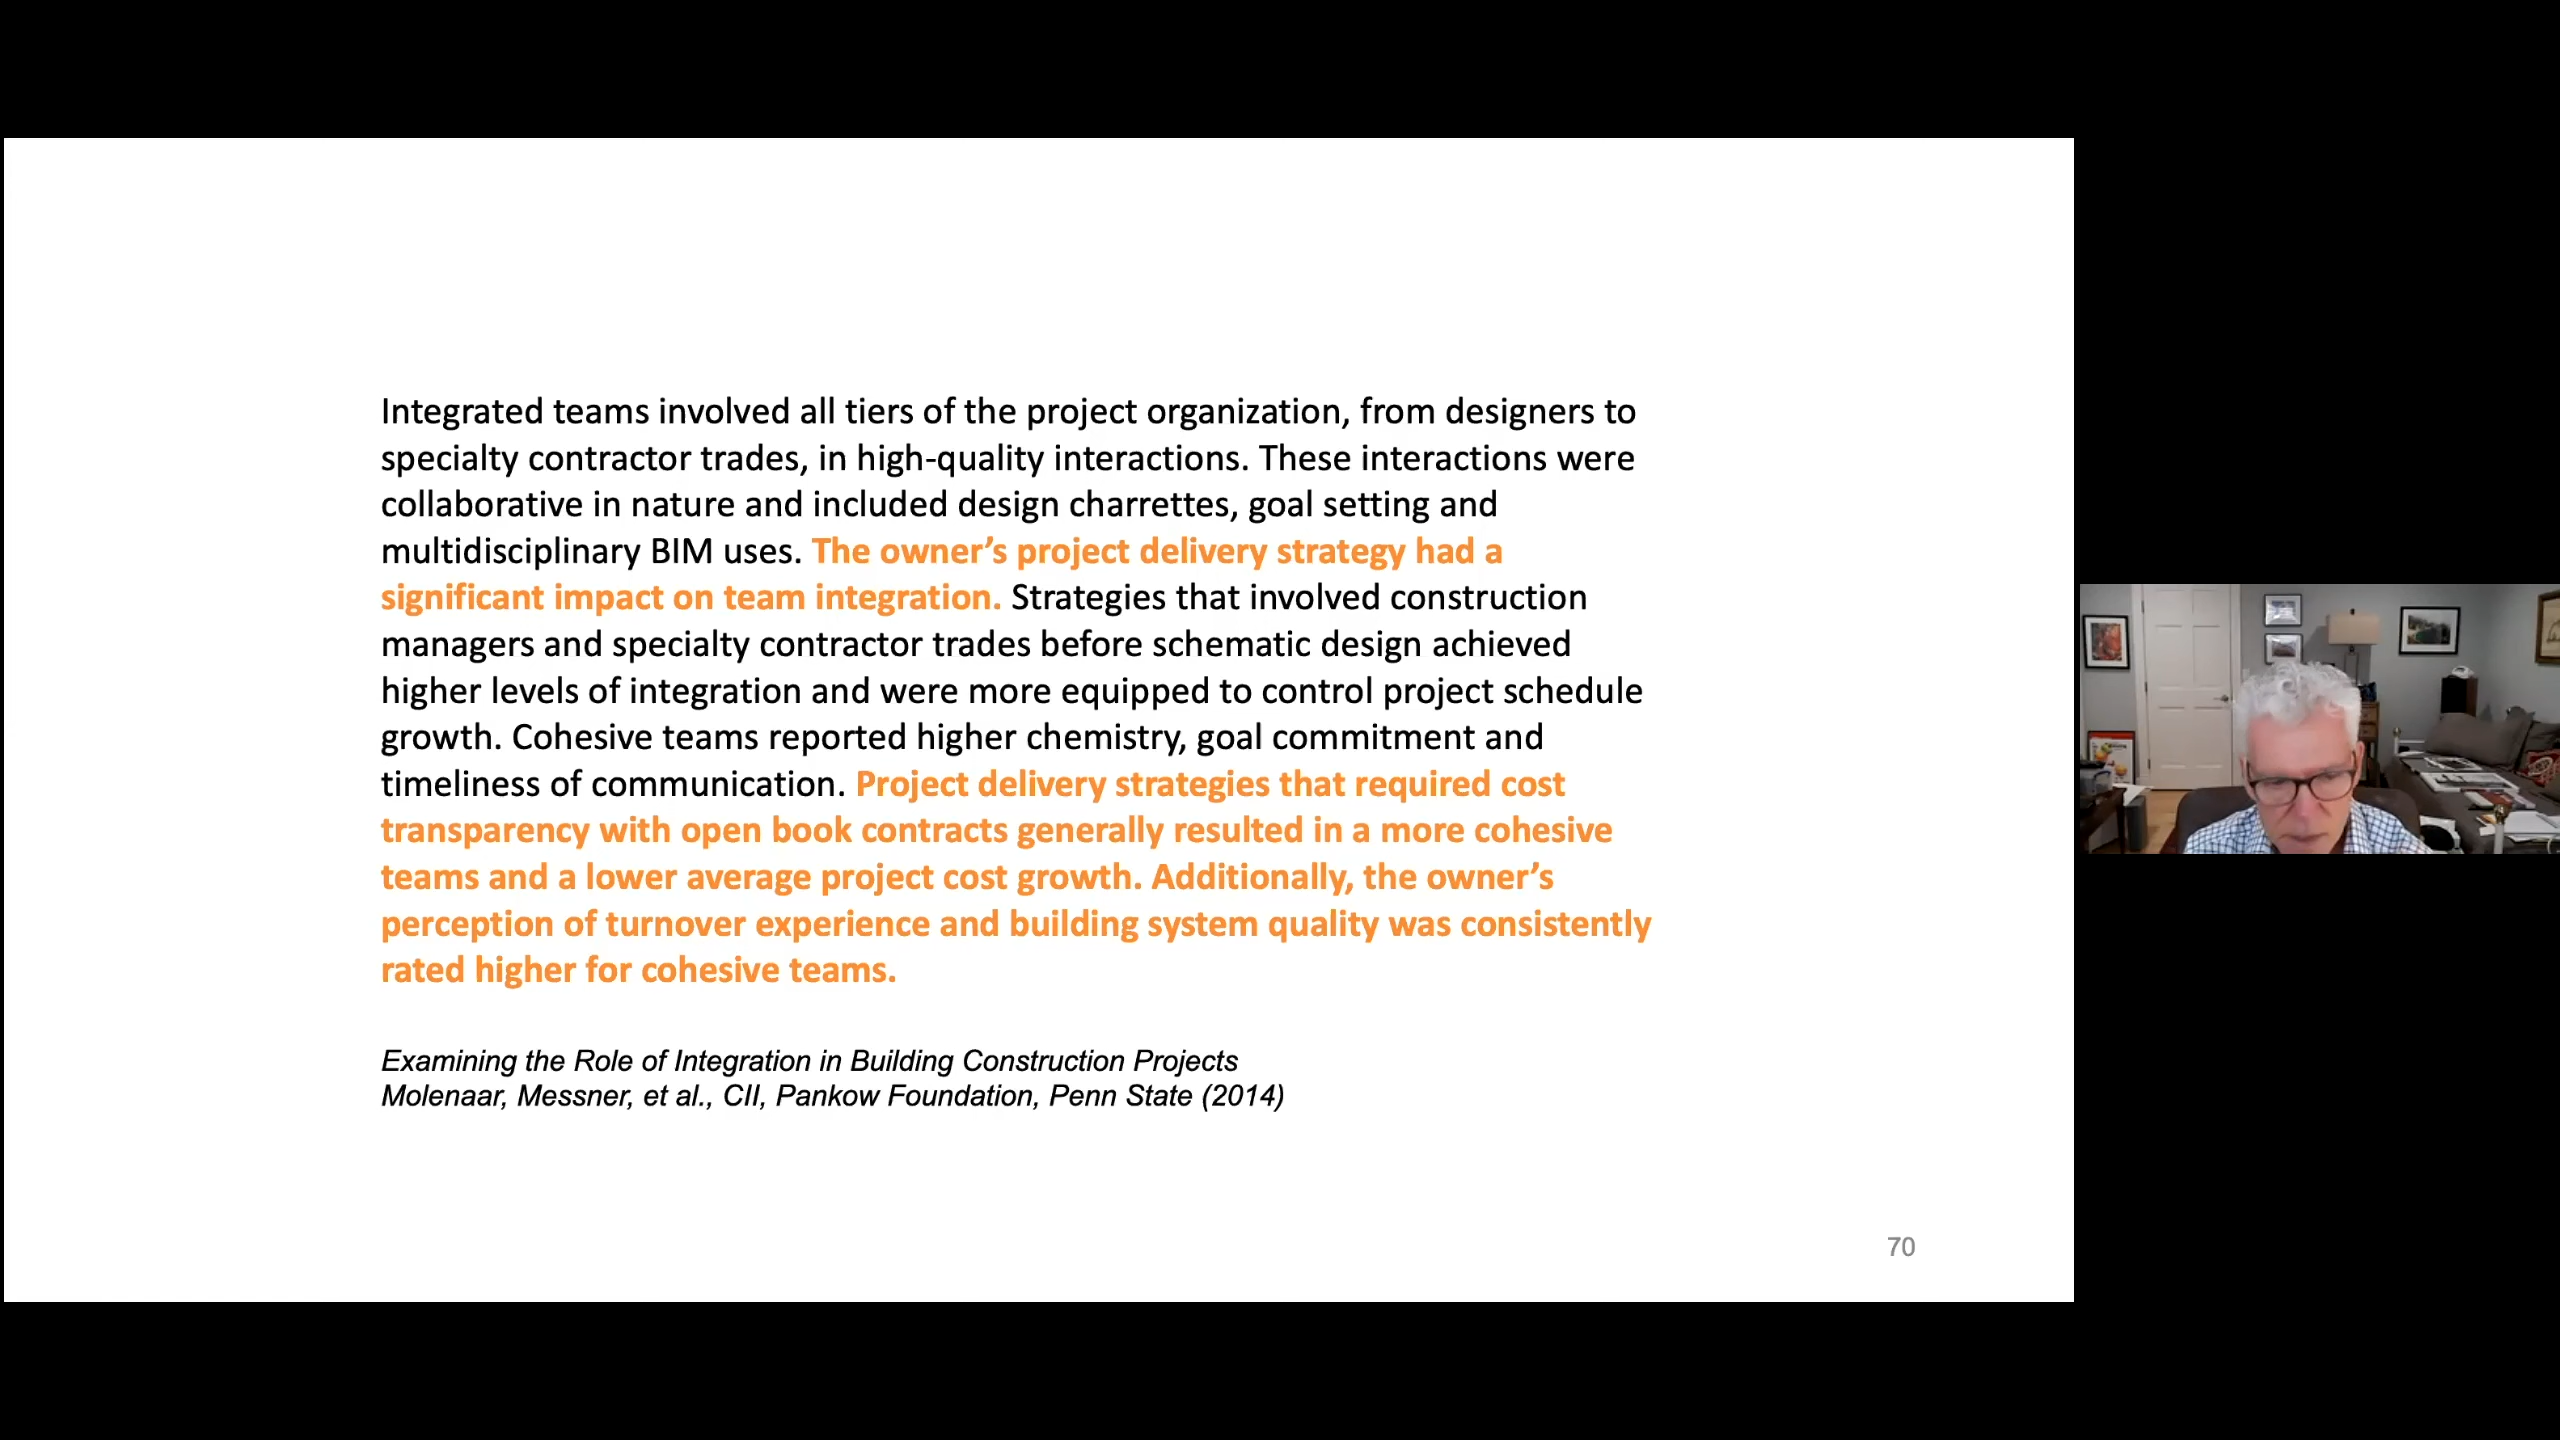 Integrated teams involved all tiers of the project organization, from designers to
specialty contractor trades, in high-quality interactions. These interactions were
collaborative in nature and included design charrettes, goal setting and
multidisciplinary BIM uses. The owner’s project delivery strategy had a
significant impact on team integration. Strategies that involved construction
managers and specialty contractor trades before schematic design achieved
higher levels of integration and were more equipped to control project schedule
growth. Cohesive teams reported higher chemistry, goal commitment and
timeliness of communication. Project delivery strategies that required cost
transparency with open book contracts generally resulted in a more cohesive
teams and a lower average project cost growth. Additionally, the owner’s
perception of turnover experience and building system quality was consistently
rated higher for cohesive teams.
Examining the Role of Integration in Building Construction Projects
Molenaar, Messner, et al., CII, Pankow Foundation, Penn State (2014)
70